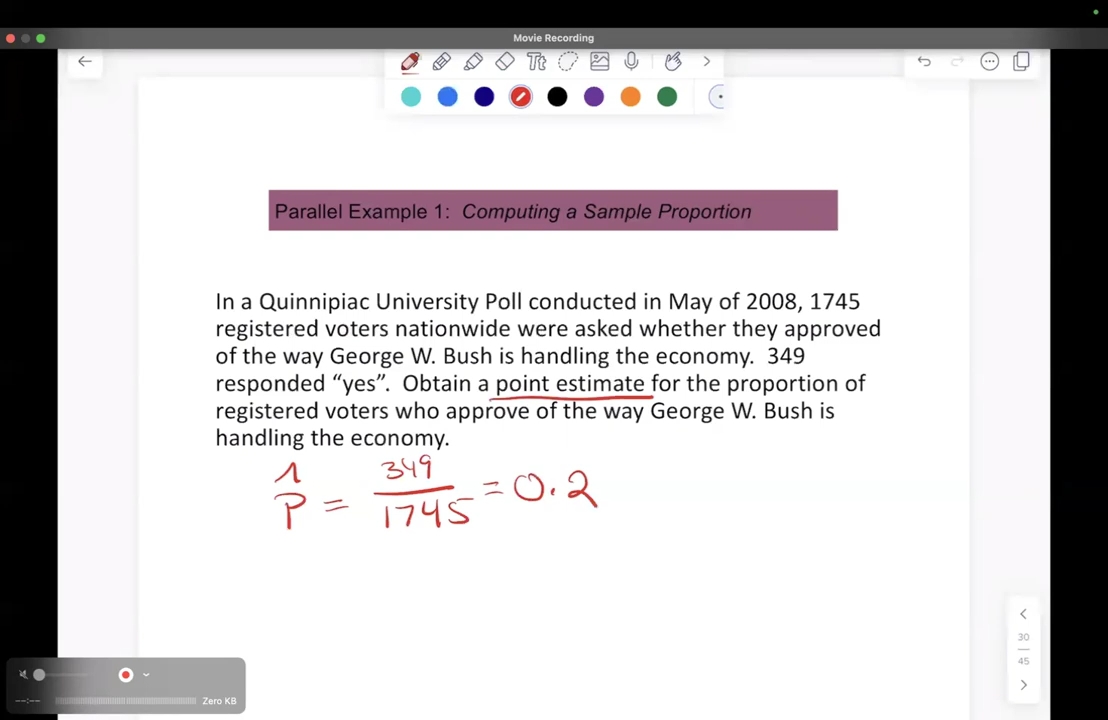 Movie Recording
Tt
Parallel Example 1: Computing a Sample Proportion
In a Quinnipiac University Poll conducted in May of 2008, 1745
registered voters nationwide were asked whether they approved
of the way George W. Bush is handling the economy. 349
responded “yes”. Obtain a point estimate for the proportion of
registered voters who approve of the way George W. Bush is
handling the economy.
p̂ = 349/1745 = 0.2
30
45
--:--
Zero KB